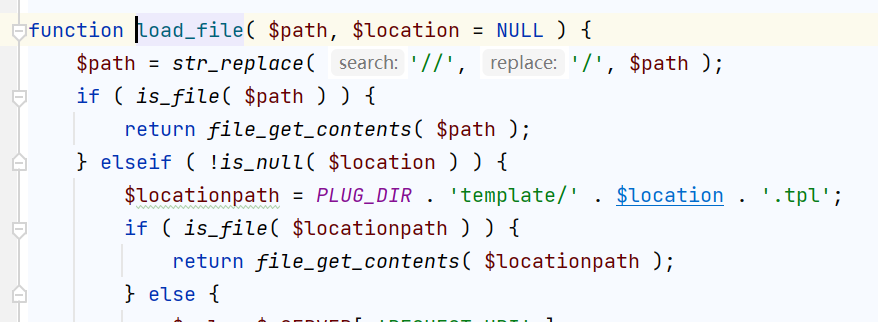 function load_file( $path, $location = NULL ) {
$path = str_replace( search: '//', replace: '/', $path );
if ( is_file( $path ) ) {
return file_get_contents( $path );
} elseif ( !is_null( $location ) ) {
$locationpath = PLUG_DIR . 'template/' . $location . '.tpl';
if ( is_file( $locationpath ) ) {
return file_get_contents( $locationpath );
} else {